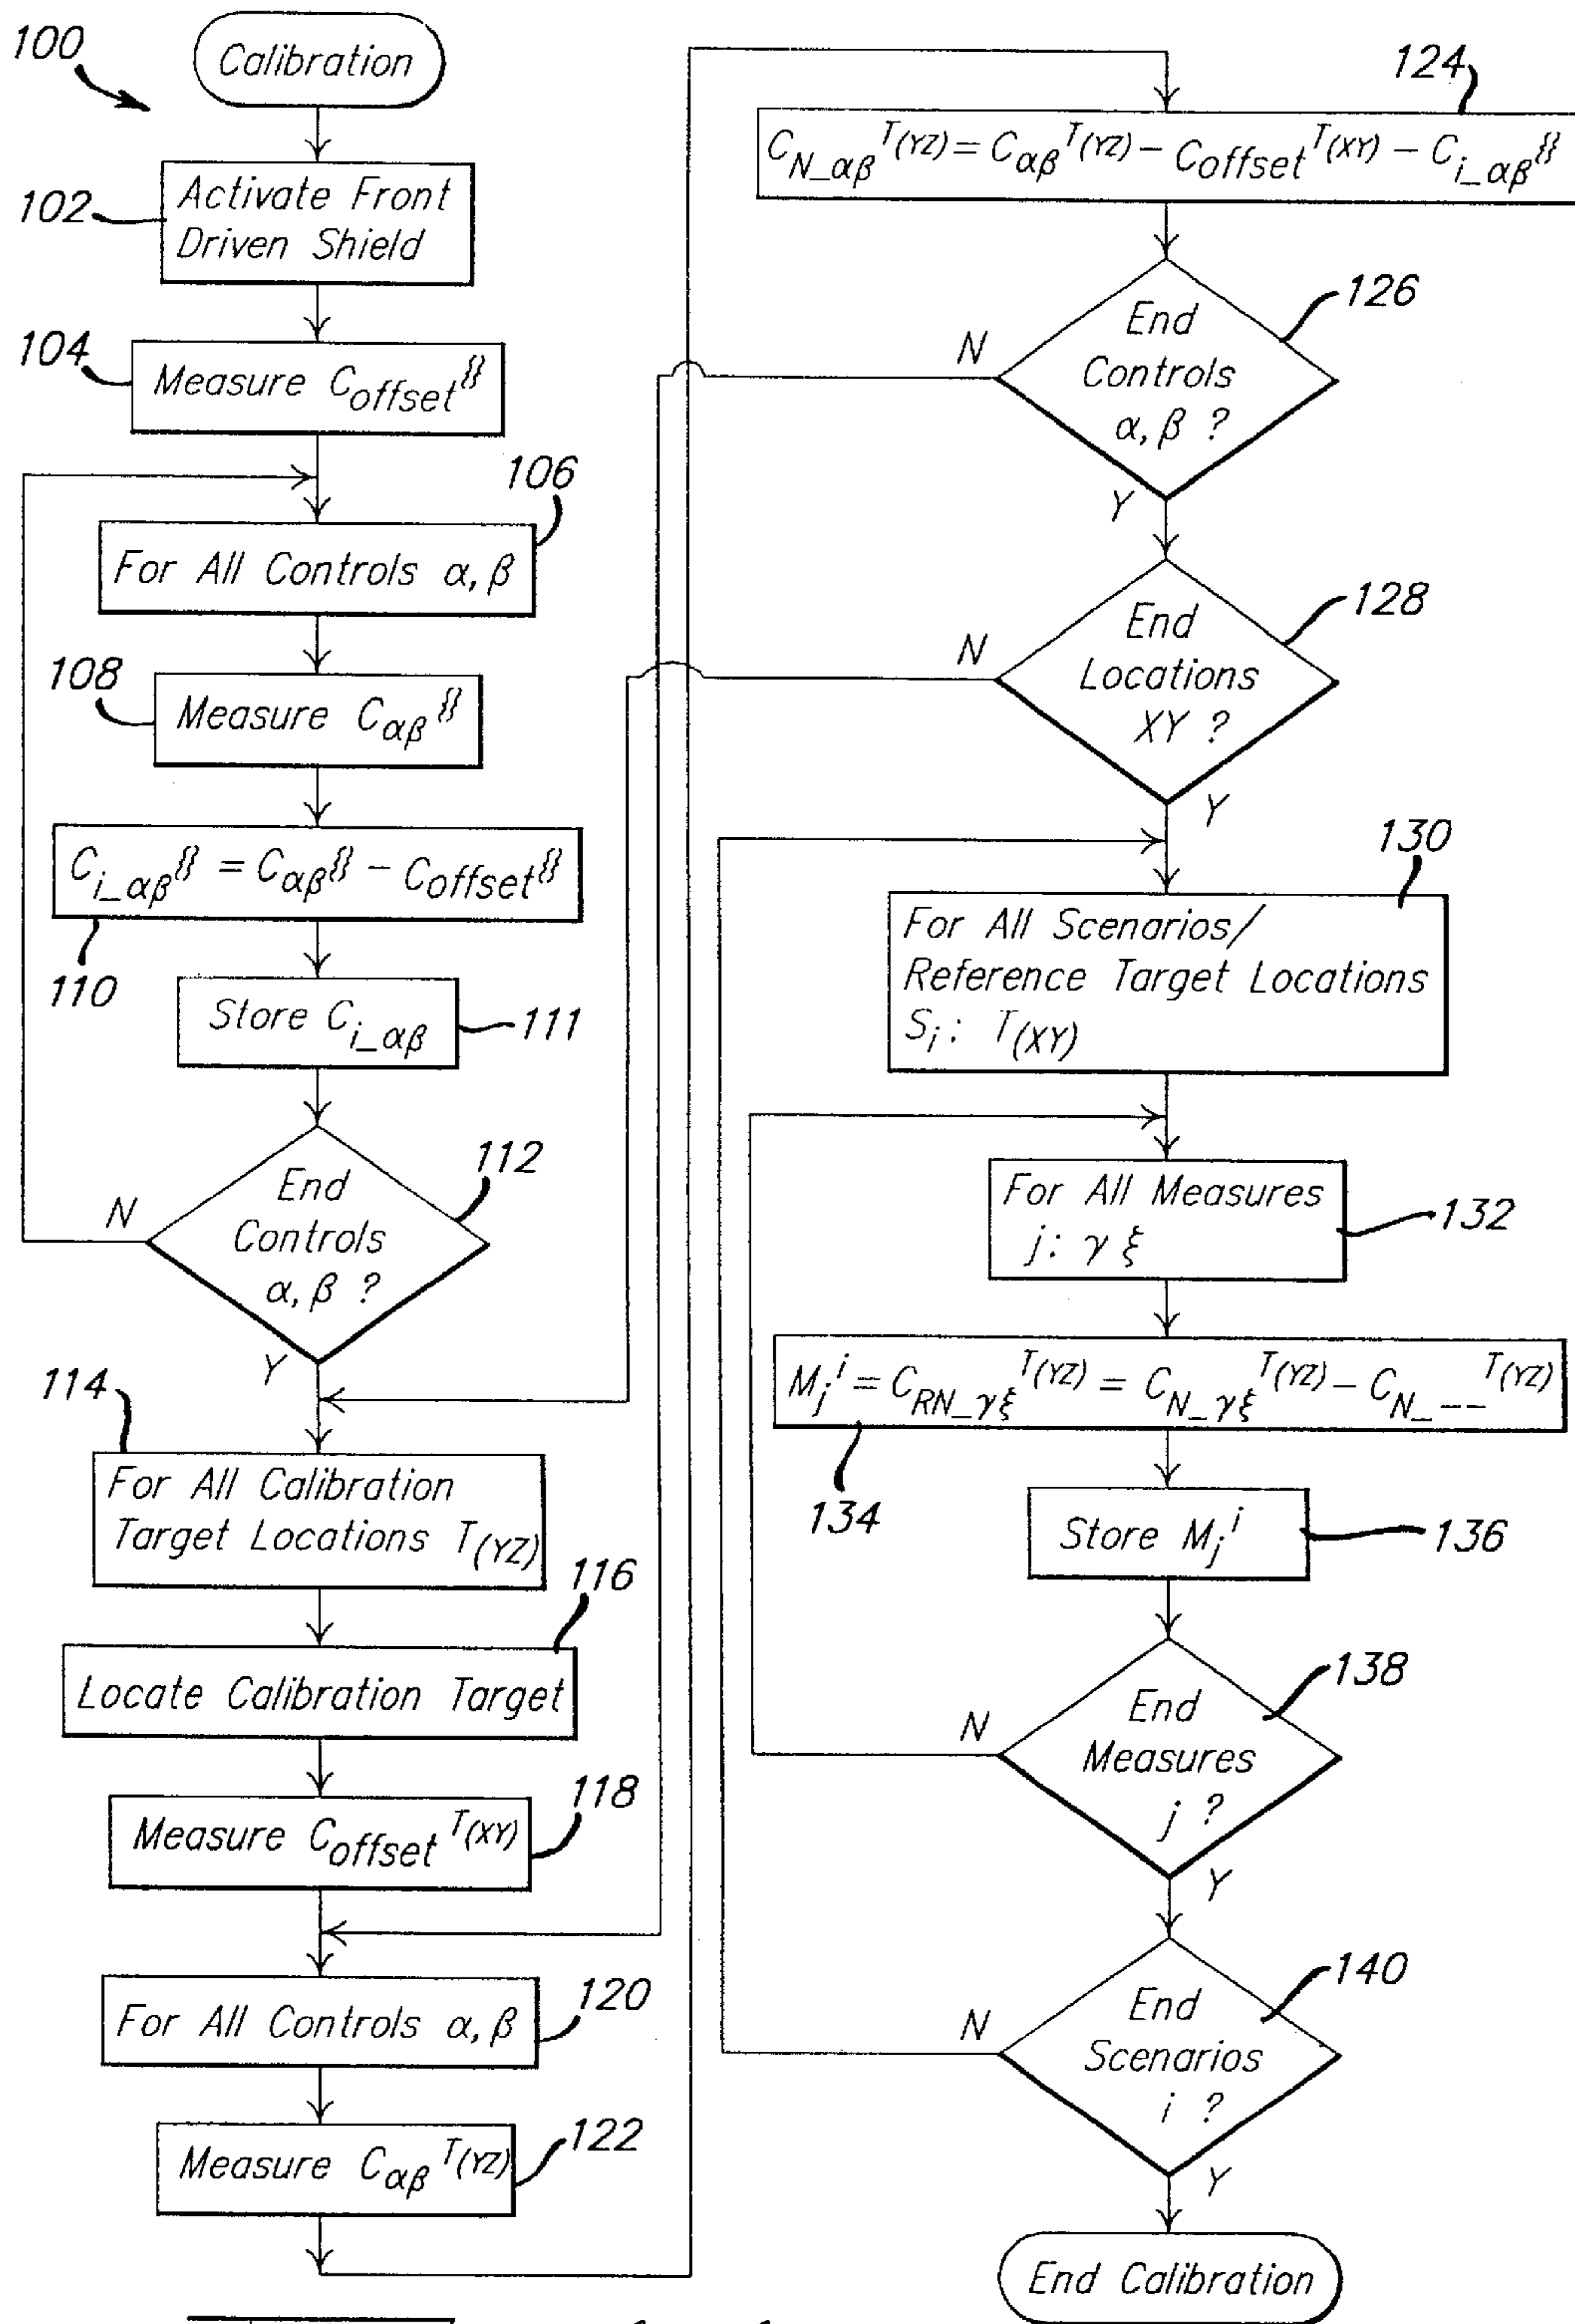 100
Calibration
102
Activate Front
Driven Shield
104
Measure C_offset^{}
106
For All Controls α, β
108
Measure C_αβ^{}
C_i_αβ^{} = C_αβ^{} - C_offset^{}
110
Store C_i_αβ
111
112
End
Controls
α, β ?
N
Y
114
For All Calibration
Target Locations T(YZ)
116
Locate Calibration Target
118
Measure C_offset^T(XY)
120
For All Controls α, β
122
Measure C_αβ^T(YZ)
124
C_N_αβ^T(YZ) = C_αβ^T(YZ) - C_offset^T(XY) - C_i_αβ^{}
126
End
Controls
α, β ?
N
Y
128
End
Locations
XY ?
N
Y
130
For All Scenarios/
Reference Target Locations
S_i: T(XY)
For All Measures
j: γ ξ
132
M_j^i = C_RN_γξ^T(YZ) = C_N_γξ^T(YZ) - C_N_--^T(YZ)
134
Store M_j^i
136
138
End
Measures
j ?
N
Y
140
End
Scenarios
i ?
N
Y
End Calibration